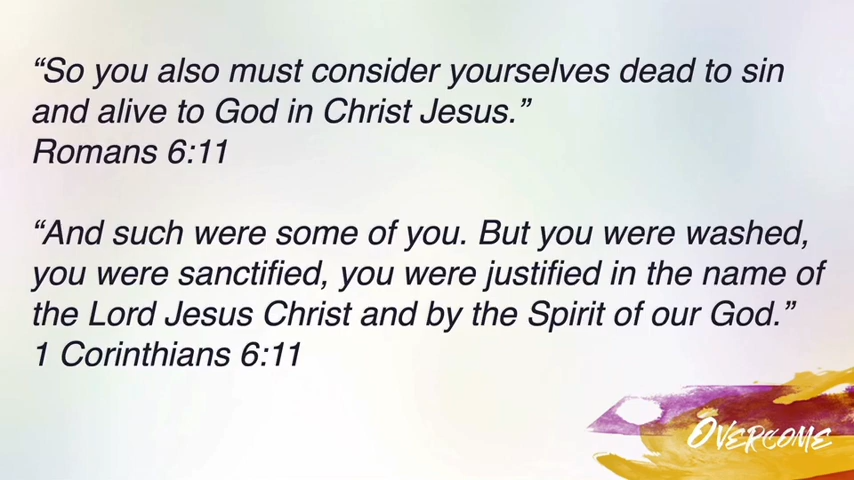 “So you also must consider yourselves dead to sin
and alive to God in Christ Jesus.”
Romans 6:11
“And such were some of you. But you were washed,
you were sanctified, you were justified in the name of
the Lord Jesus Christ and by the Spirit of our God.”
1 Corinthians 6:11
OVERCOME